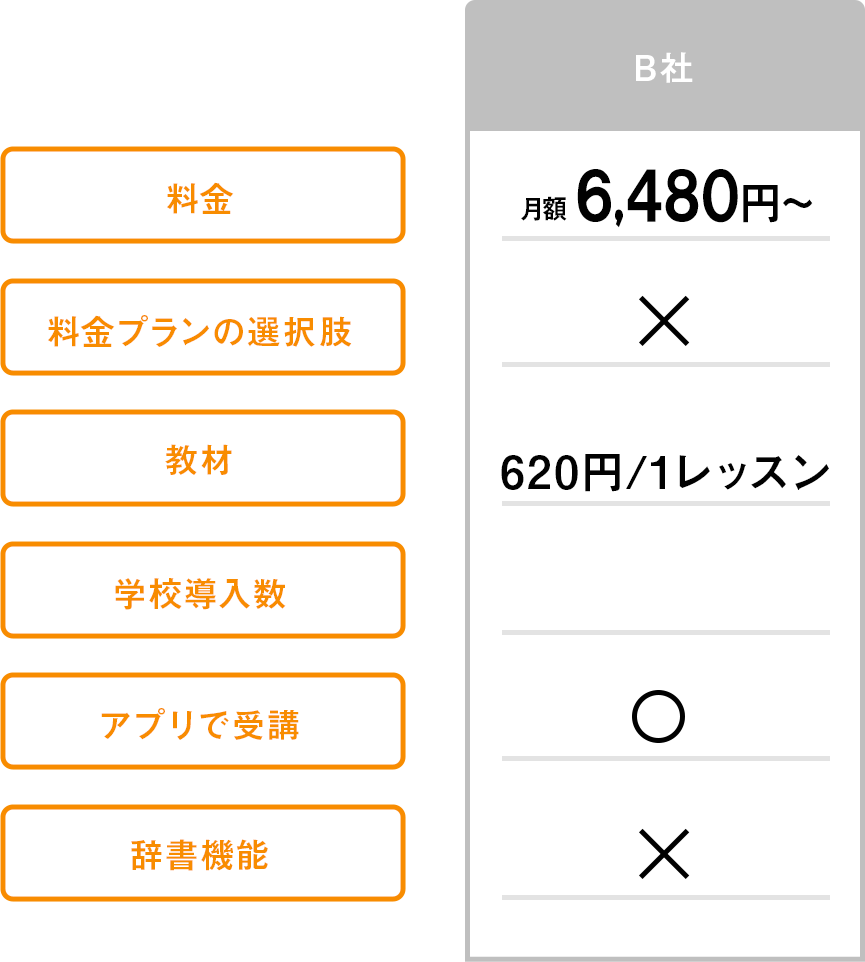 B社
料金
月額 6,480円〜
料金プランの選択肢
×
教材
620円/1レッスン
学校導入数
アプリで受講
○
辞書機能
×